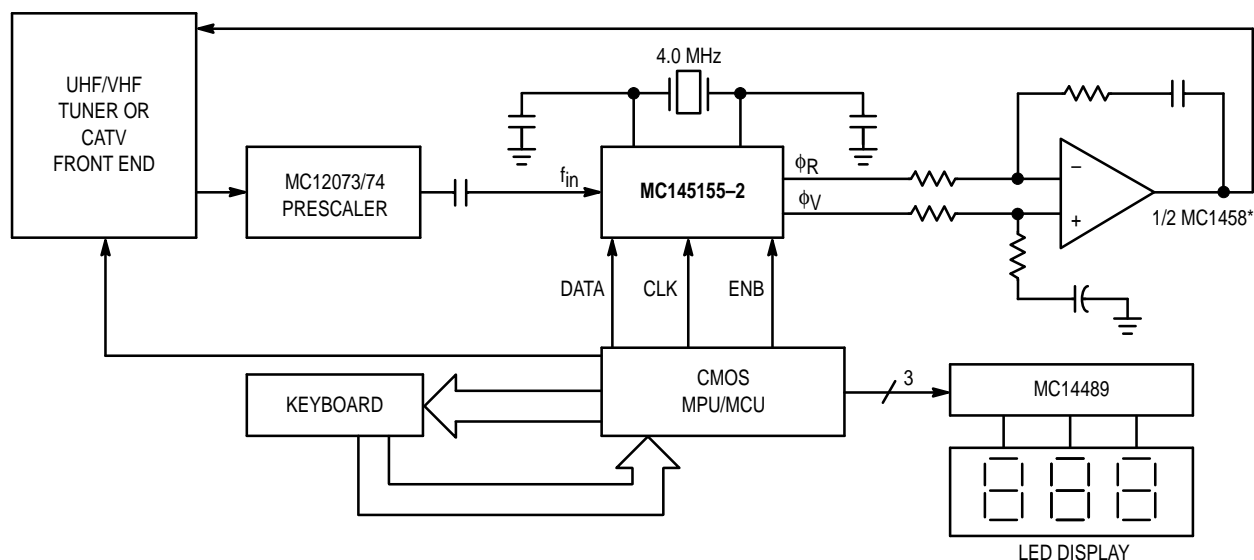 4.0 MHz
UHF/VHF
TUNER OR
CATV
FRONT END
MC12073/74
PRESCALER
fin
MC145155–2
ϕR
ϕV
–
+
1/2 MC1458*
DATA
CLK
ENB
KEYBOARD
CMOS
MPU/MCU
3
MC14489
LED DISPLAY